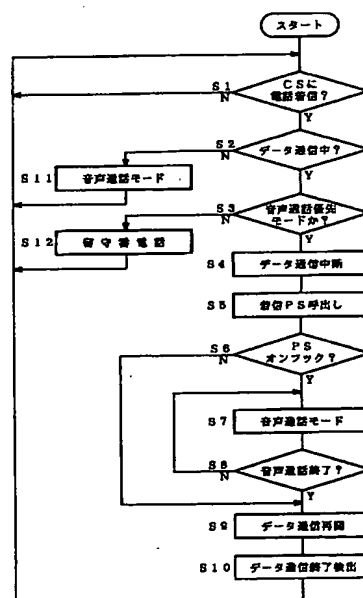 スタート
S1
CSに
電話着信?
N
Y
S2
データ通信中?
N
Y
S11
音声通話モード
S3
音声通話優先
モードか?
N
Y
S12
留守番電話
S4
データ通信中断
S5
着信PS呼出し
S6
PS
オンフック?
N
Y
S7
音声通話モード
S8
音声通話終了?
N
Y
S9
データ通信再開
S10
データ通信終了検出